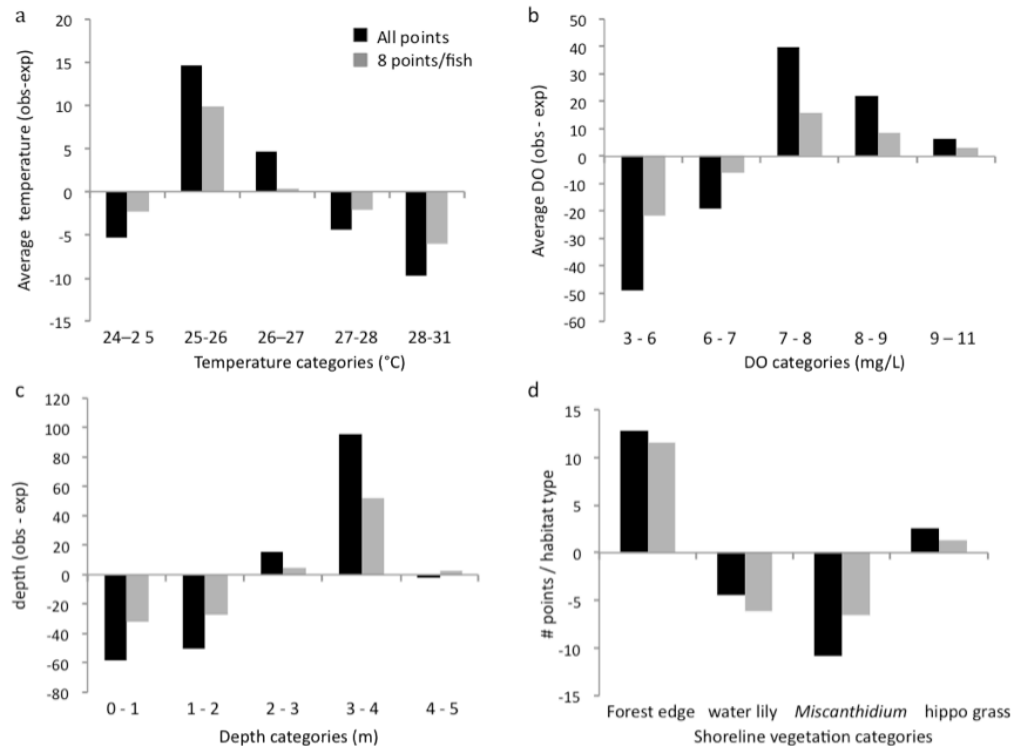 a
20
15
10
5
0
-5
-10
-15
Average temperature (obs-exp)
All points
8 points/fish
24–2 5 25-26 26–27 27-28 28-31
Temperature categories (°C)
b
50
40
30
20
10
0
-10
-20
-30
-40
-50
-60
Average DO (obs - exp)
3 - 6 6 - 7 7 - 8 8 - 9 9 – 11
DO categories (mg/L)
c
120
100
80
60
40
20
0
-20
-40
-60
-80
depth (obs - exp)
0 - 1 1 - 2 2 - 3 3 - 4 4 - 5
Depth categories (m)
d
15
10
5
0
-5
-10
-15
# points / habitat type
Forest edge water lily Miscanthidium hippo grass
Shoreline vegetation categories